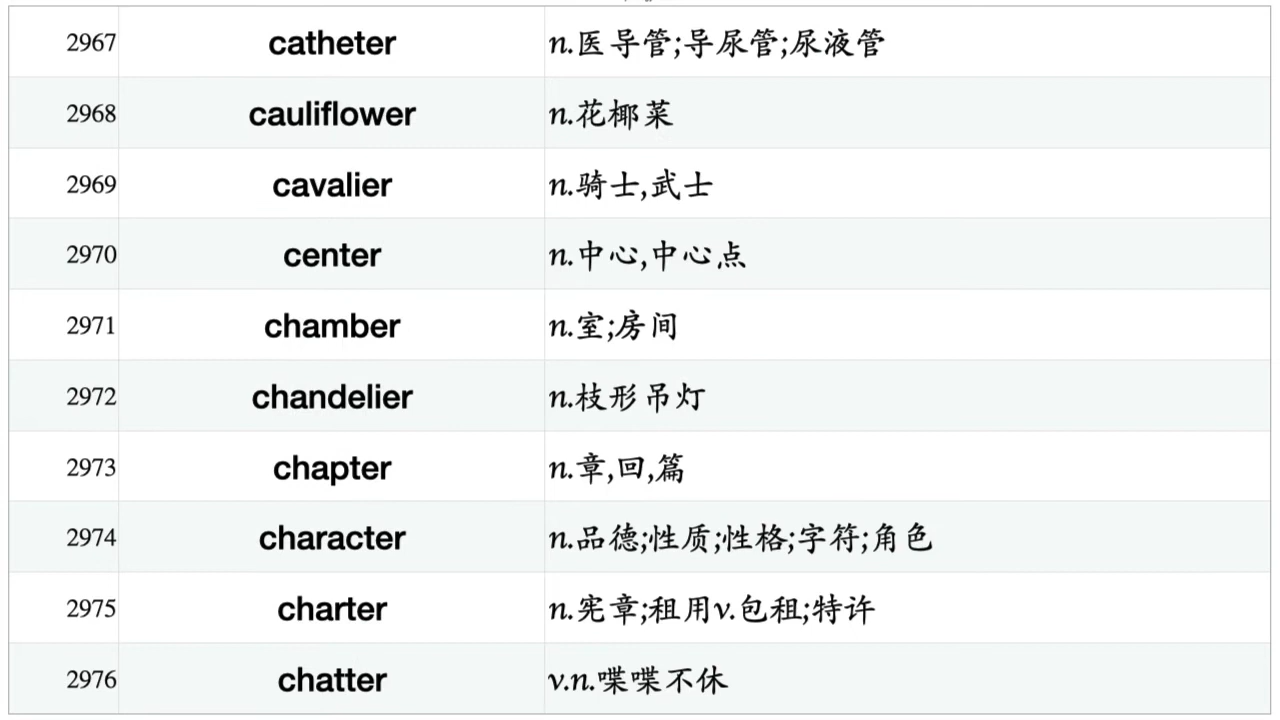 2967 catheter n.医导管;导尿管;尿液管
2968 cauliflower n.花椰菜
2969 cavalier n.骑士,武士
2970 center n.中心,中心点
2971 chamber n.室;房间
2972 chandelier n.枝形吊灯
2973 chapter n.章,回,篇
2974 character n.品德;性质;性格;字符;角色
2975 charter n.宪章;租用v.包租;特许
2976 chatter v.n.喋喋不休